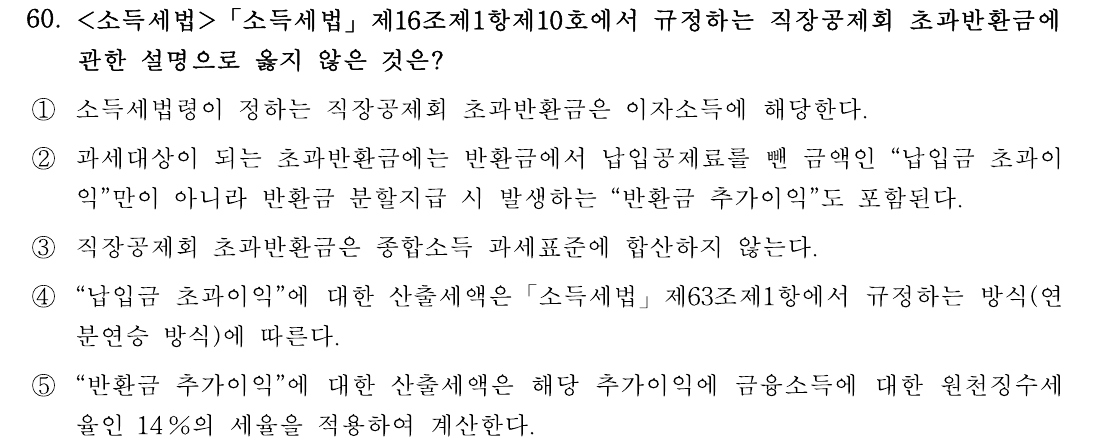 60. <소득세법>「소득세법」제16조제1항제10호에서 규정하는 직장공제회 초과반환금에
관한 설명으로 옳지 않은 것은?
① 소득세법령이 정하는 직장공제회 초과반환금은 이자소득에 해당한다.
② 과세대상이 되는 초과반환금에는 반환금에서 납입공제료를 뺀 금액인 “납입금 초과이
익”만이 아니라 반환금 분할지급 시 발생하는 “반환금 추가이익”도 포함된다.
③ 직장공제회 초과반환금은 종합소득 과세표준에 합산하지 않는다.
④ “납입금 초과이익”에 대한 산출세액은「소득세법」제63조제1항에서 규정하는 방식(연
분연승 방식)에 따른다.
⑤ “반환금 추가이익”에 대한 산출세액은 해당 추가이익에 금융소득에 대한 원천징수세
율인 14%의 세율을 적용하여 계산한다.